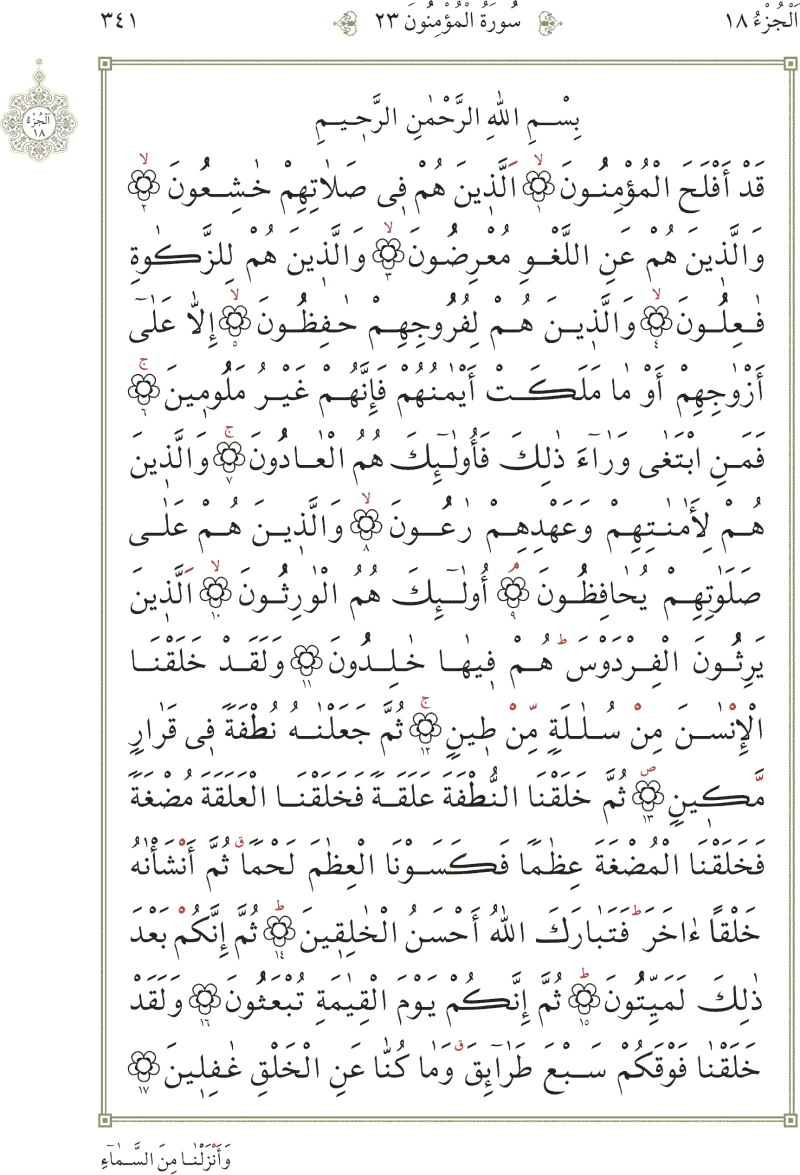 اَلْجُزْءُ ١٨
سُورَةُ الْمُؤْمِنُونَ ٢٣
٣٤١
اَلْجُزْءُ
١٨
بِسْمِ اللهِ الرَّحْمٰنِ الرَّحٖيمِ
قَدْ أَفْلَحَ الْمُؤْمِنُونَ ۙ ١ اَلَّذٖينَ هُمْ فٖى صَلَاتِهِمْ خٰشِعُونَ ۙ ٢
وَالَّذٖينَ هُمْ عَنِ اللَّغْوِ مُعْرِضُونَ ۙ ٣ وَالَّذٖينَ هُمْ لِلزَّكٰوةِ
فٰعِلُونَ ۙ ٤ وَالَّذٖينَ هُمْ لِفُرُوجِهِمْ حٰفِظُونَ ۙ ٥ إِلَّا عَلٰٓى
أَزْوٰجِهِمْ أَوْ مَا مَلَكَتْ أَيْمٰنُهُمْ فَإِنَّهُمْ غَيْرُ مَلُومٖينَ ۚ ٦
فَمَنِ ابْتَغٰى وَرَآءَ ذٰلِكَ فَأُولٰٓئِكَ هُمُ الْعَادُونَ ۚ ٧ وَالَّذٖينَ
هُمْ لِأَمٰنٰتِهِمْ وَعَهْدِهِمْ رٰعُونَ ۙ ٨ وَالَّذٖينَ هُمْ عَلٰى
صَلَوٰتِهِمْ يُحَافِظُونَ ۘ ٩ أُولٰٓئِكَ هُمُ الْوٰرِثُونَ ۙ ١٠ اَلَّذٖينَ
يَرِثُونَ الْفِرْدَوْسَ ؕ هُمْ فٖيهَا خٰلِدُونَ ١١ وَلَقَدْ خَلَقْنَا
الْإِنْسٰنَ مِنْ سُلٰلَةٍ مِّنْ طٖينٍ ۚ ١٢ ثُمَّ جَعَلْنٰهُ نُطْفَةً فٖى قَرَارٍ
مَّكٖينٍ ۖ ١٣ ثُمَّ خَلَقْنَا النُّطْفَةَ عَلَقَةً فَخَلَقْنَا الْعَلَقَةَ مُضْغَةً
فَخَلَقْنَا الْمُضْغَةَ عِظٰمًا فَكَسَوْنَا الْعِظٰمَ لَحْمًا ۗ ثُمَّ أَنْشَأْنٰهُ
خَلْقًا ءَاخَرَ ؕ فَتَبَارَكَ اللهُ أَحْسَنُ الْخٰلِقٖينَ ؕ ١٤ ثُمَّ إِنَّكُمْ بَعْدَ
ذٰلِكَ لَمَيِّتُونَ ؕ ١٥ ثُمَّ إِنَّكُمْ يَوْمَ الْقِيٰمَةِ تُبْعَثُونَ ١٦ وَلَقَدْ
خَلَقْنَا فَوْقَكُمْ سَبْعَ طَرَآئِقَ ۗ وَمَا كُنَّا عَنِ الْخَلْقِ غٰفِلٖينَ ١٧
وَأَنْزَلْنَا مِنَ السَّمَآءِ